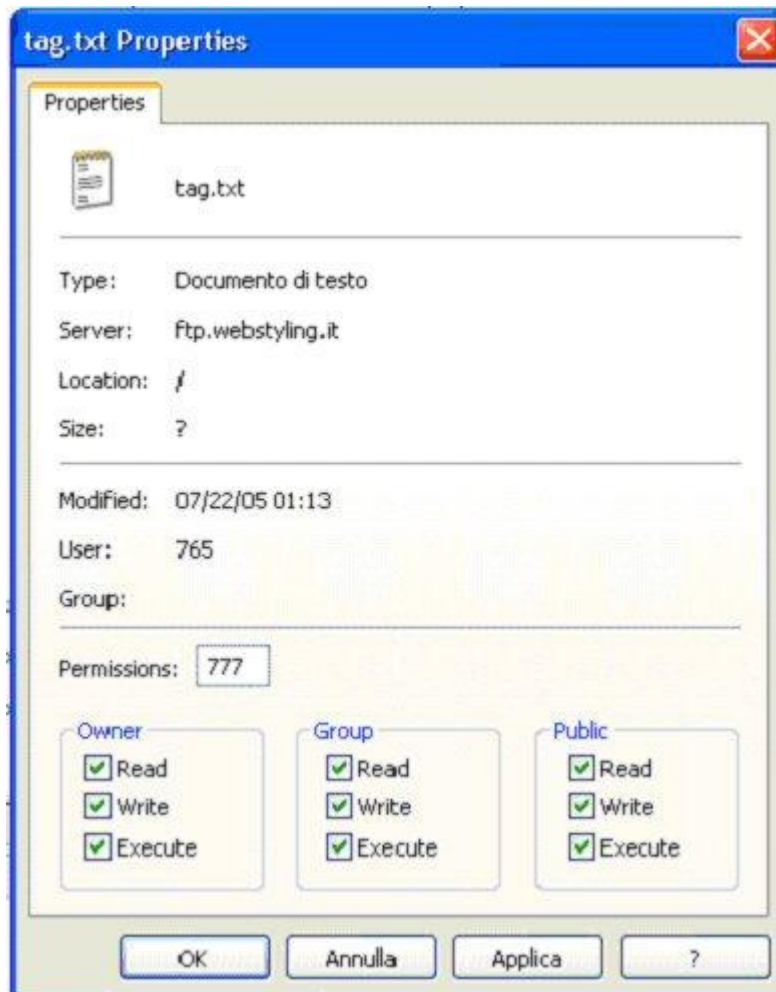 tag.txt Properties
Properties
tag.txt
Type: Documento di testo
Server: ftp.webstyling.it
Location: /
Size: ?
Modified: 07/22/05 01:13
User: 765
Group:
Permissions: 777
Owner Group Public
Read Read Read
Write Write Write
Execute Execute Execute
OK Annulla Applica ?